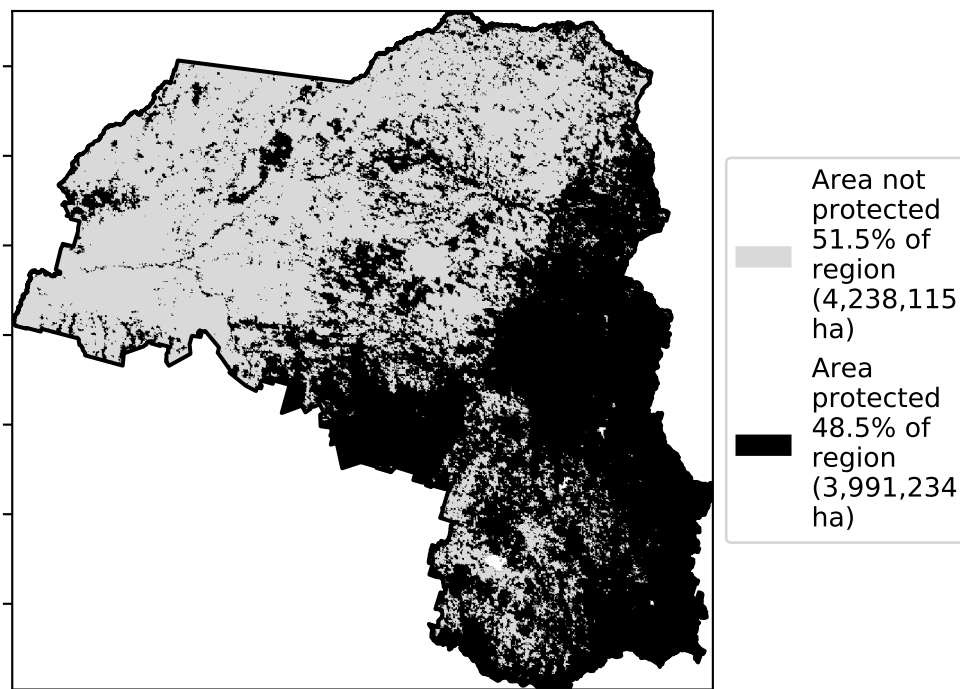 Area not
protected
51.5% of
region
(4,238,115
ha)
Area
protected
48.5% of
region
(3,991,234
ha)